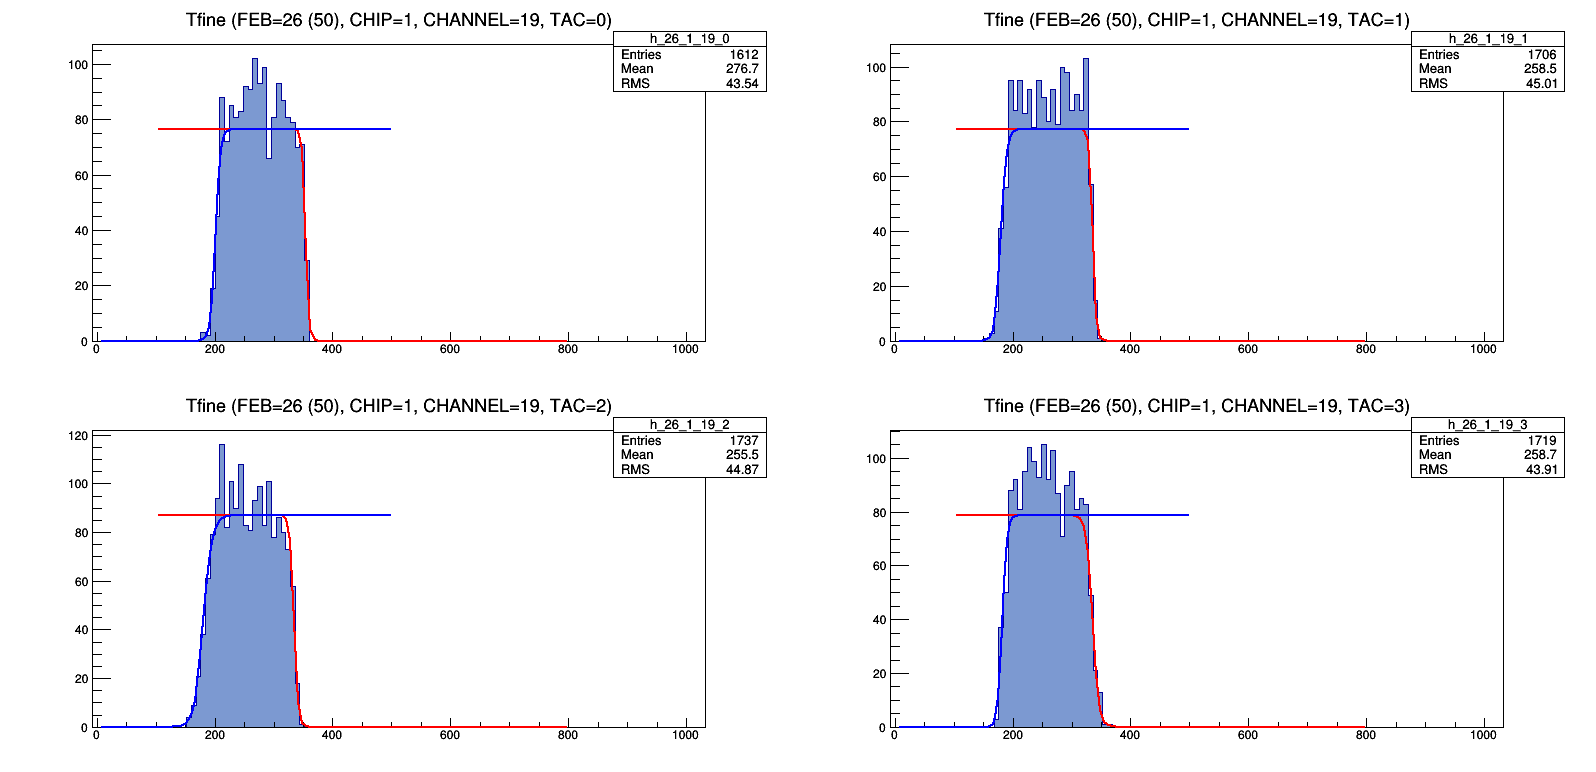 Tfine (FEB=26 (50), CHIP=1, CHANNEL=19, TAC=0)
h_26_1_19_0
Entries 1612
Mean 276.7
RMS 43.54
100
80
60
40
20
0
0 200 400 600 800 1000
Tfine (FEB=26 (50), CHIP=1, CHANNEL=19, TAC=1)
h_26_1_19_1
Entries 1706
Mean 258.5
RMS 45.01
100
80
60
40
20
0
0 200 400 600 800 1000
Tfine (FEB=26 (50), CHIP=1, CHANNEL=19, TAC=2)
h_26_1_19_2
Entries 1737
Mean 255.5
RMS 44.87
120
100
80
60
40
20
0
0 200 400 600 800 1000
Tfine (FEB=26 (50), CHIP=1, CHANNEL=19, TAC=3)
h_26_1_19_3
Entries 1719
Mean 258.7
RMS 43.91
100
80
60
40
20
0
0 200 400 600 800 1000